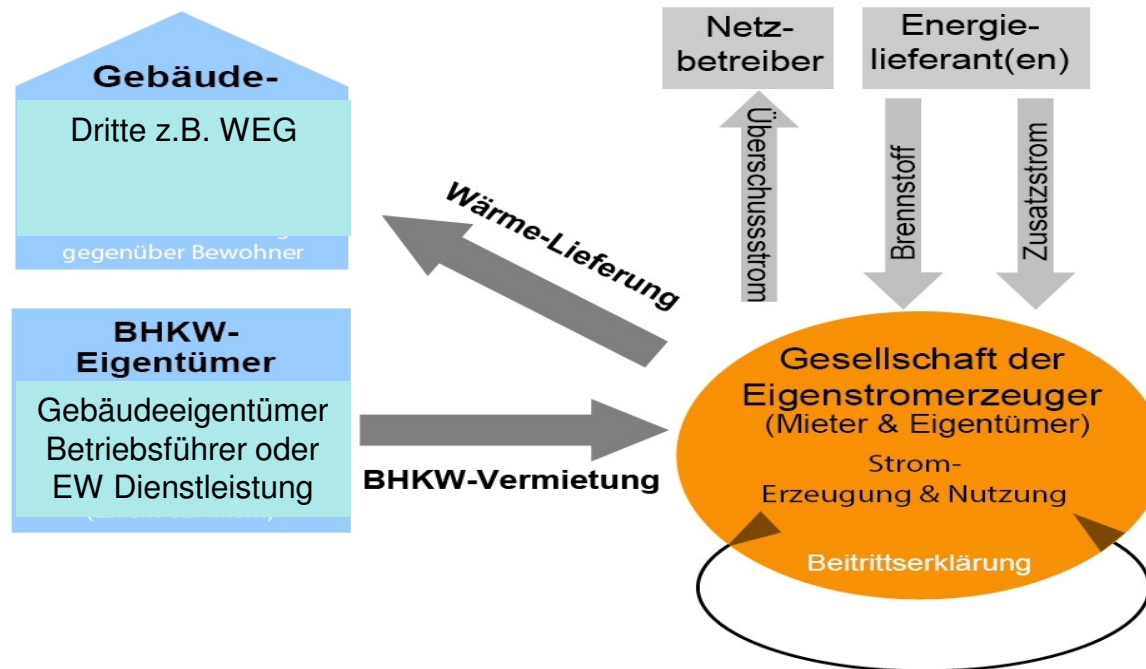 Gebäude-
Dritte z.B. WEG
gegenüber Bewohner
BHKW-
Eigentümer
Gebäudeeigentümer
Betriebsführer oder
EW Dienstleistung
Wärme-Lieferung
BHKW-Vermietung
Netz-
betreiber
Energie-
lieferant(en)
Überschussstrom
Brennstoff
Zusatzstrom
Gesellschaft der
Eigenstromerzeuger
(Mieter & Eigentümer)
Strom-
Erzeugung & Nutzung
Beitrittserklärung